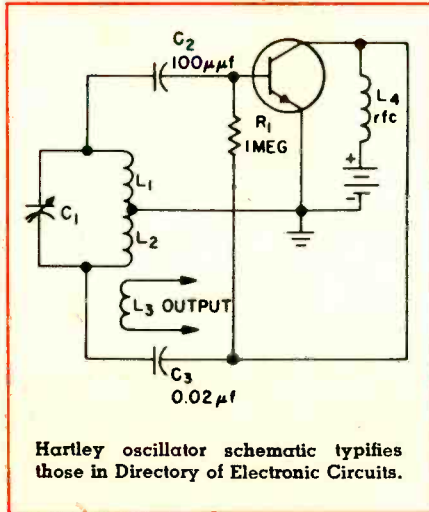 C2
100μμf
L4
rfc
R1
1MEG
+
-
L1
C1
L2
L3 OUTPUT
C3
0.02μf
Hartley oscillator schematic typifies
those in Directory of Electronic Circuits.